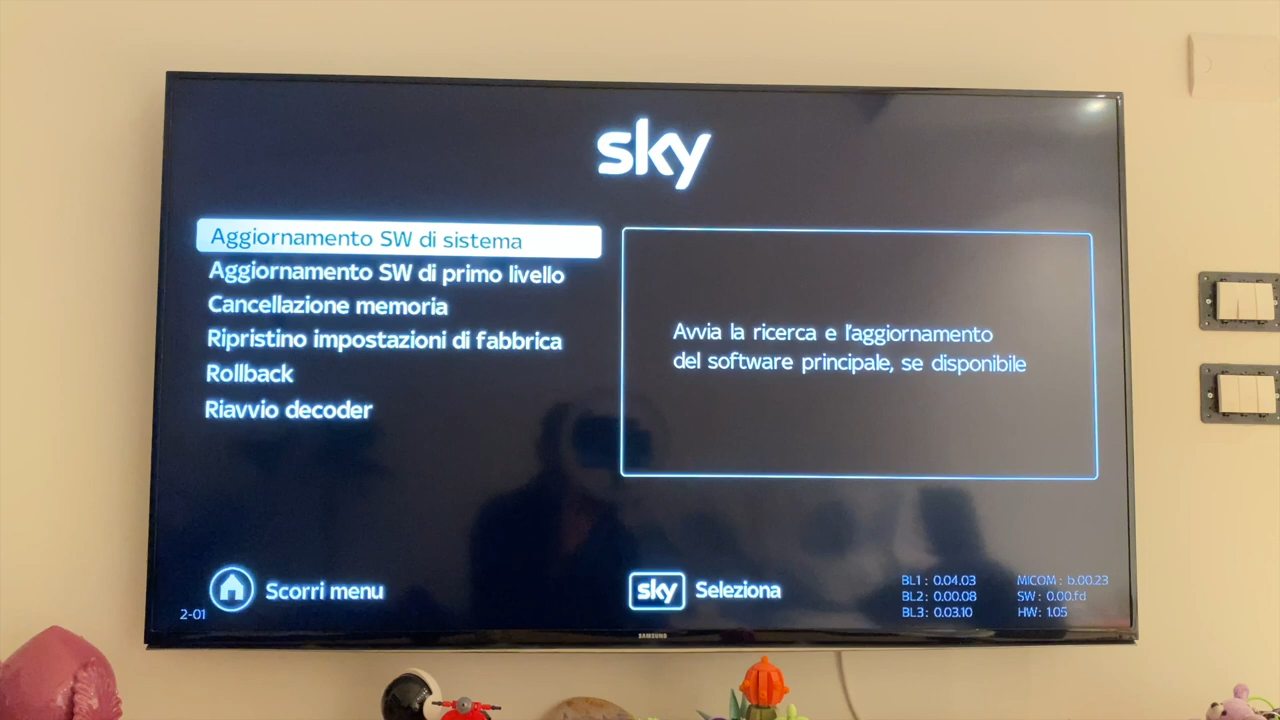 sky
Aggiornamento SW di sistema
Aggiornamento SW di primo livello
Cancellazione memoria
Ripristino impostazioni di fabbrica
Rollback
Riavvio decoder
Avvia la ricerca e l'aggiornamento
del software principale, se disponibile
Scorri menu
2-01
sky Seleziona
BL1 : 0.04.03
BL2 : 0.00.08
BL3 : 0.03.10
MICOM : b.00.23
SW : 0.00.fd
HW : 1.05
SAMSUNG